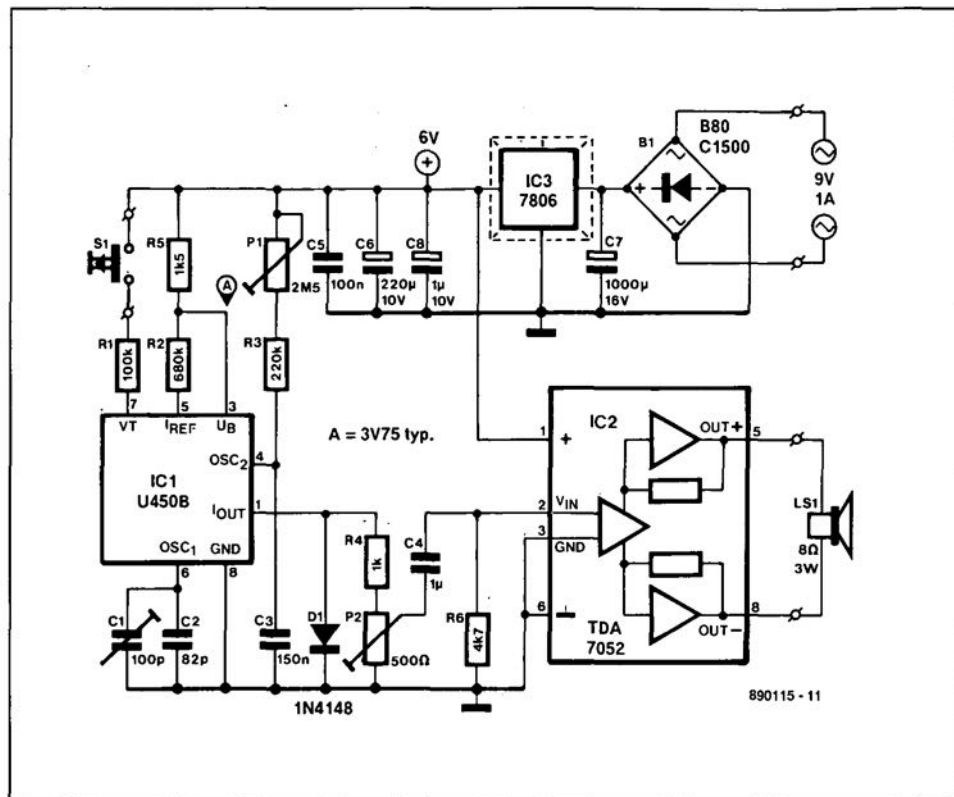 B80
C1500
B1
6V
+
IC3
7806
9V
1A
S1
R5
1k5
P1
2M5
C5
100n
C6
220µ
10V
C8
1µ
10V
C7
1000µ
16V
A
R1
100k
R2
680k
R3
220k
7
5
3
VT
IREF
UB
A = 3V75 typ.
OSC2
4
IC1
U450B
IOUT
1
OSC1
GND
6
8
1
+
IC2
OUT+
5
2
VIN
3
GND
6
TDA
7052
OUT−
8
LS1
8Ω
3W
R4
1k
C4
1µ
C1
100p
C2
82p
C3
150n
D1
P2
500Ω
R6
4k7
1N4148
890115 - 11